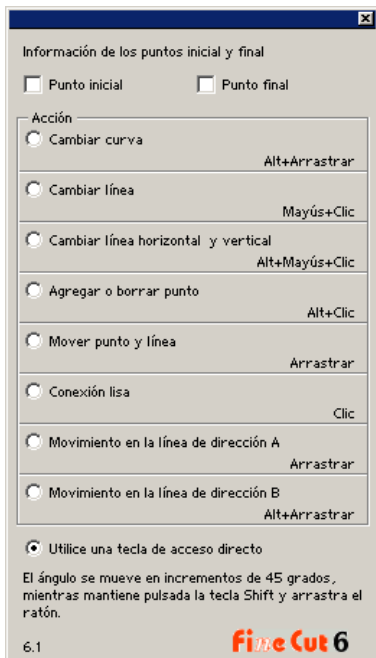 Información de los puntos inicial y final
Punto inicial Punto final
Acción
Cambiar curva
Alt+Arrastrar
Cambiar línea
Mayús+Clic
Cambiar línea horizontal y vertical
Alt+Mayús+Clic
Agregar o borrar punto
Alt+Clic
Mover punto y línea
Arrastrar
Conexión lisa
Clic
Movimiento en la línea de dirección A
Arrastrar
Movimiento en la línea de dirección B
Alt+Arrastrar
Utilice una tecla de acceso directo
El ángulo se mueve en incrementos de 45 grados,
mientras mantiene pulsada la tecla Shift y arrastra el
ratón.
6.1 Fine Cut 6